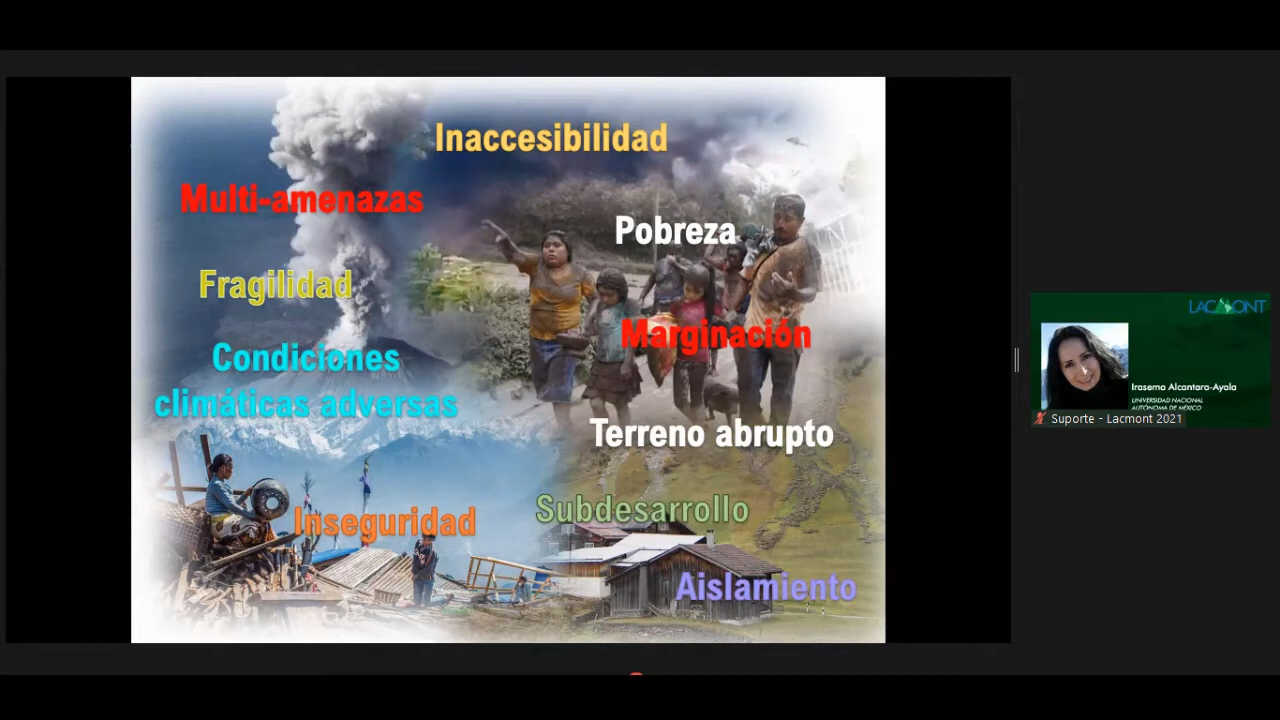 Inaccesibilidad
Multi-amenazas
Pobreza
Fragilidad
Marginación
Condiciones
climáticas adversas
Terreno abrupto
Subdesarrollo
Inseguridad
Aislamiento
LACMONT
Irasema Alcantara-Ayala
UNIVERSIDAD NACIONAL
AUTÓNOMA DE MÉXICO
Suporte - Lacmont 2021